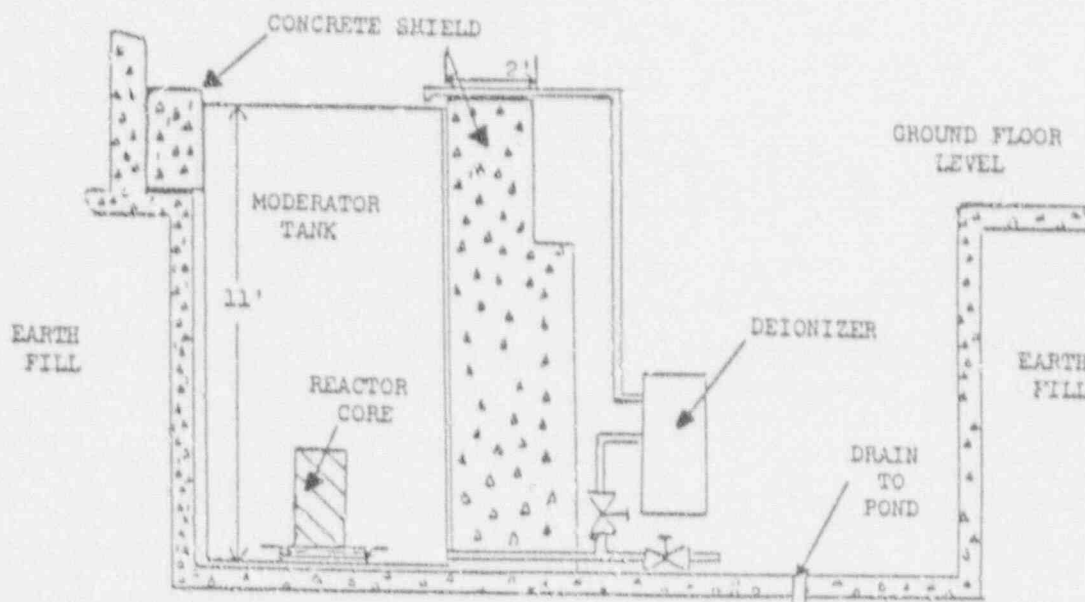 CONCRETE SHIELD
2'
GROUND FLOOR
LEVEL
MODERATOR
TANK
11'
EARTH
FILL
DEIONIZER
EARTH
FILL
REACTOR
CORE
DRAIN
TO
POND